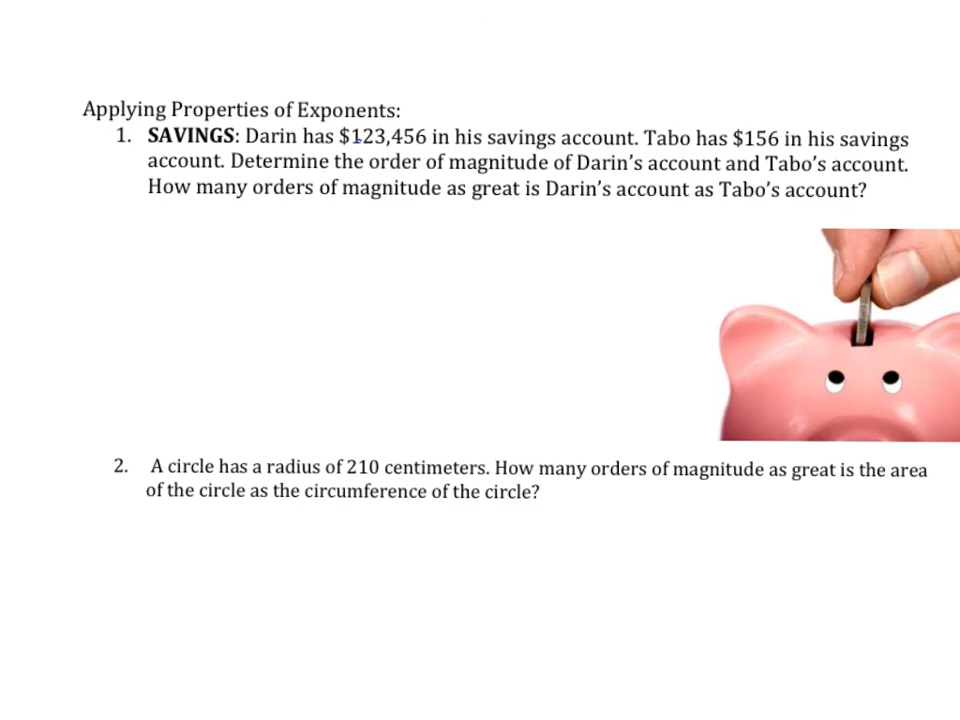 Applying Properties of Exponents:
1. SAVINGS: Darin has $123,456 in his savings account. Tabo has $156 in his savings
account. Determine the order of magnitude of Darin's account and Tabo's account.
How many orders of magnitude as great is Darin's account as Tabo's account?
2. A circle has a radius of 210 centimeters. How many orders of magnitude as great is the area
of the circle as the circumference of the circle?